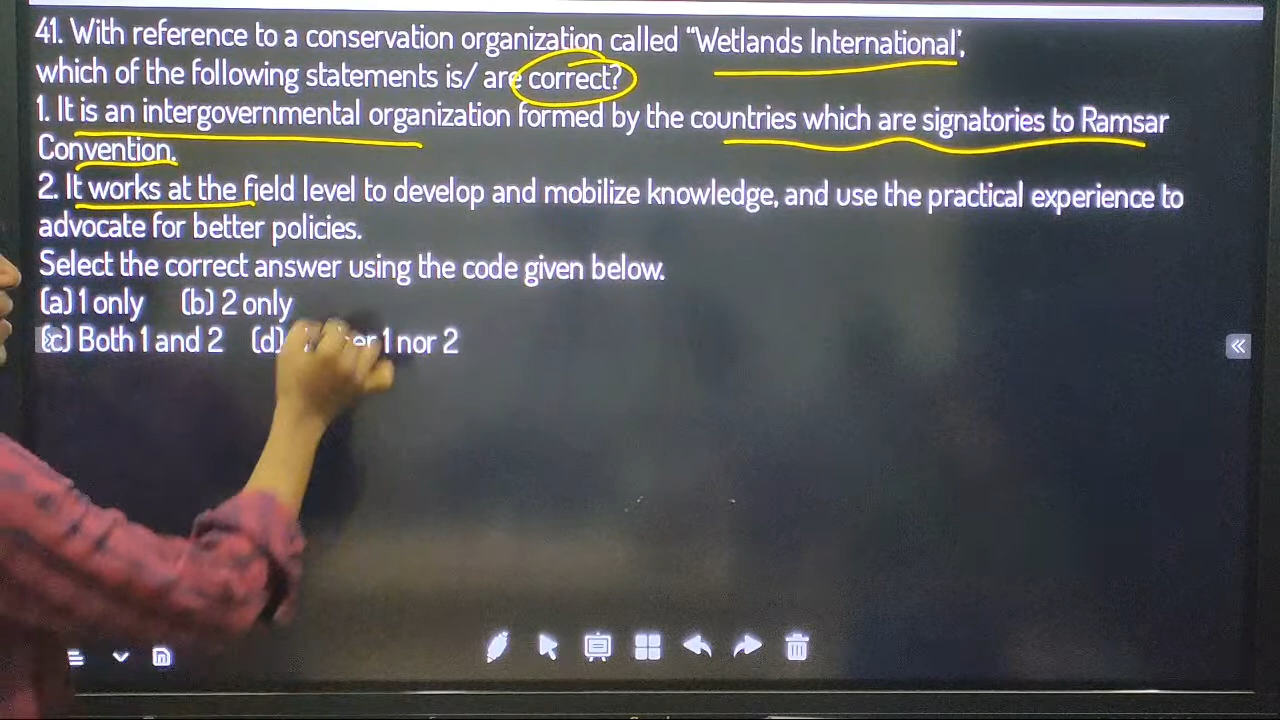 41. With reference to a conservation organization called “Wetlands International’,
which of the following statements is/ are correct?
1. It is an intergovernmental organization formed by the countries which are signatories to Ramsar
Convention.
2. It works at the field level to develop and mobilize knowledge, and use the practical experience to
advocate for better policies.
Select the correct answer using the code given below.
(a) 1 only (b) 2 only
(c) Both 1 and 2 (d) 1 nor 2